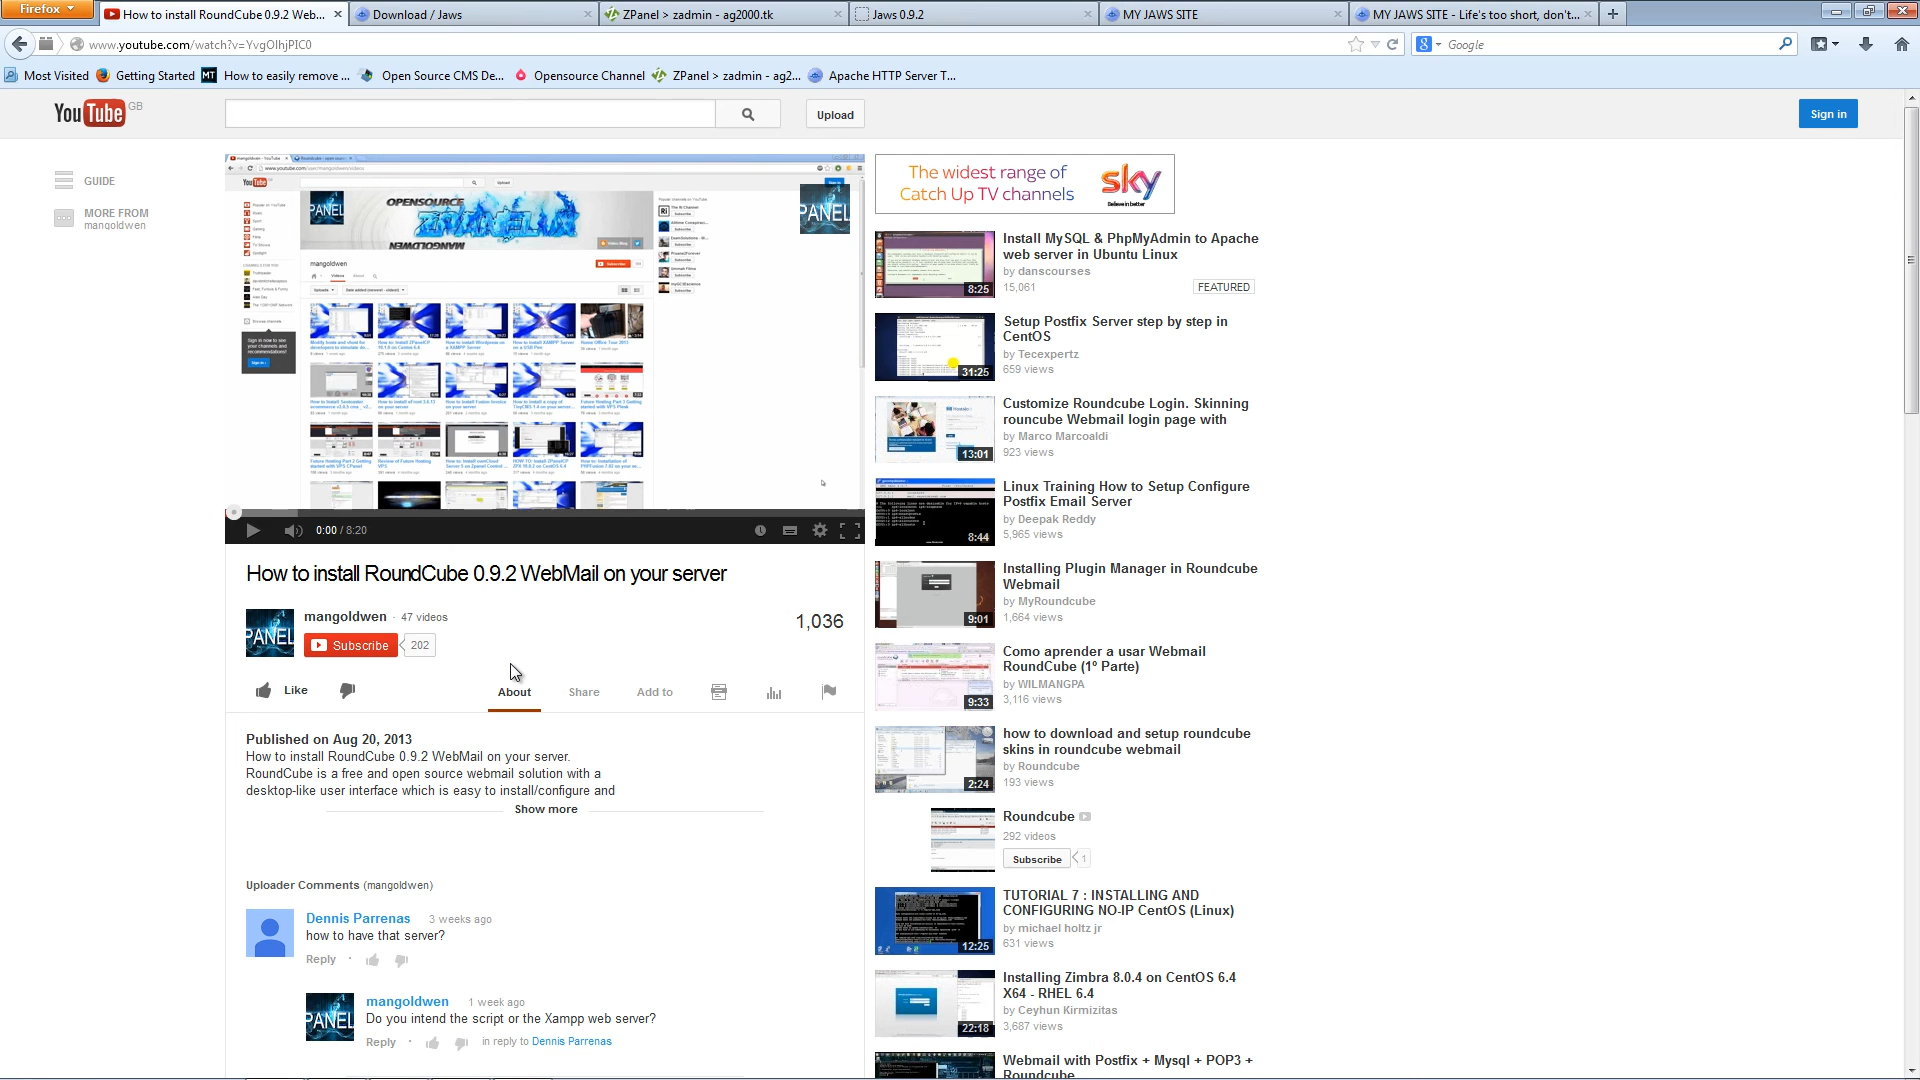 Firefox
How to install RoundCube 0.9.2 Web...
Download / Jaws
ZPanel > zadmin - ag2000.tk
Jaws 0.9.2
MY JAWS SITE
MY JAWS SITE - Life's too short, don't...
www.youtube.com/watch?v=YvgOlhjPIC0
Google
Most Visited
Getting Started
How to easily remove ...
Open Source CMS De...
Opensource Channel
ZPanel > zadmin - ag2...
Apache HTTP Server T...
YouTube GB
Upload
Sign in
GUIDE
MORE FROM
mangoldwen
OPENSOURCE
MANGOLDWEN
PANEL
mangoldwen
0:00 / 8:20
How to install RoundCube 0.9.2 WebMail on your server
PANEL
mangoldwen · 47 videos
Subscribe 202
1,036
Like
About
Share
Add to
Published on Aug 20, 2013
How to install RoundCube 0.9.2 WebMail on your server.
RoundCube is a free and open source webmail solution with a
desktop-like user interface which is easy to install/configure and
Show more
Uploader Comments (mangoldwen)
Dennis Parrenas 3 weeks ago
how to have that server?
Reply ·
PANEL
mangoldwen 1 week ago
Do you intend the script or the Xampp web server?
Reply · in reply to Dennis Parrenas
The widest range of
Catch Up TV channels
sky
Believe in better
Install MySQL & PhpMyAdmin to Apache
web server in Ubuntu Linux
by danscourses
15,061
FEATURED
8:25
Setup Postfix Server step by step in
CentOS
by Tecexpertz
659 views
31:25
Customize Roundcube Login. Skinning
rouncube Webmail login page with
by Marco Marcoaldi
923 views
13:01
Linux Training How to Setup Configure
Postfix Email Server
by Deepak Reddy
5,965 views
8:44
Installing Plugin Manager in Roundcube
Webmail
by MyRoundcube
1,664 views
9:01
Como aprender a usar Webmail
RoundCube (1º Parte)
by WILMANGPA
3,116 views
9:33
how to download and setup roundcube
skins in roundcube webmail
by Roundcube
193 views
2:24
Roundcube
292 videos
Subscribe 1
TUTORIAL 7 : INSTALLING AND
CONFIGURING NO-IP CentOS (Linux)
by michael holtz jr
631 views
12:25
Installing Zimbra 8.0.4 on CentOS 6.4
X64 - RHEL 6.4
by Ceyhun Kirmizitas
3,687 views
22:18
Webmail with Postfix + Mysql + POP3 +
Roundcube